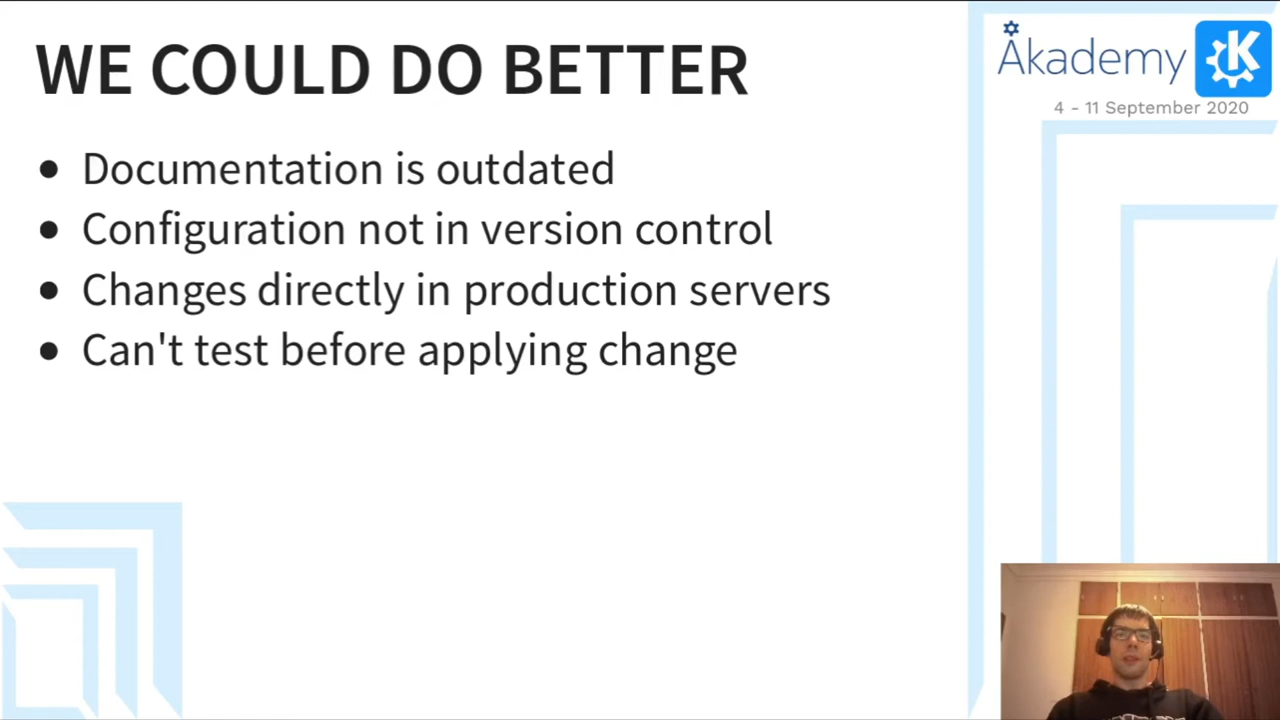 WE COULD DO BETTER
Akademy
4 - 11 September 2020
• Documentation is outdated
• Configuration not in version control
• Changes directly in production servers
• Can't test before applying change